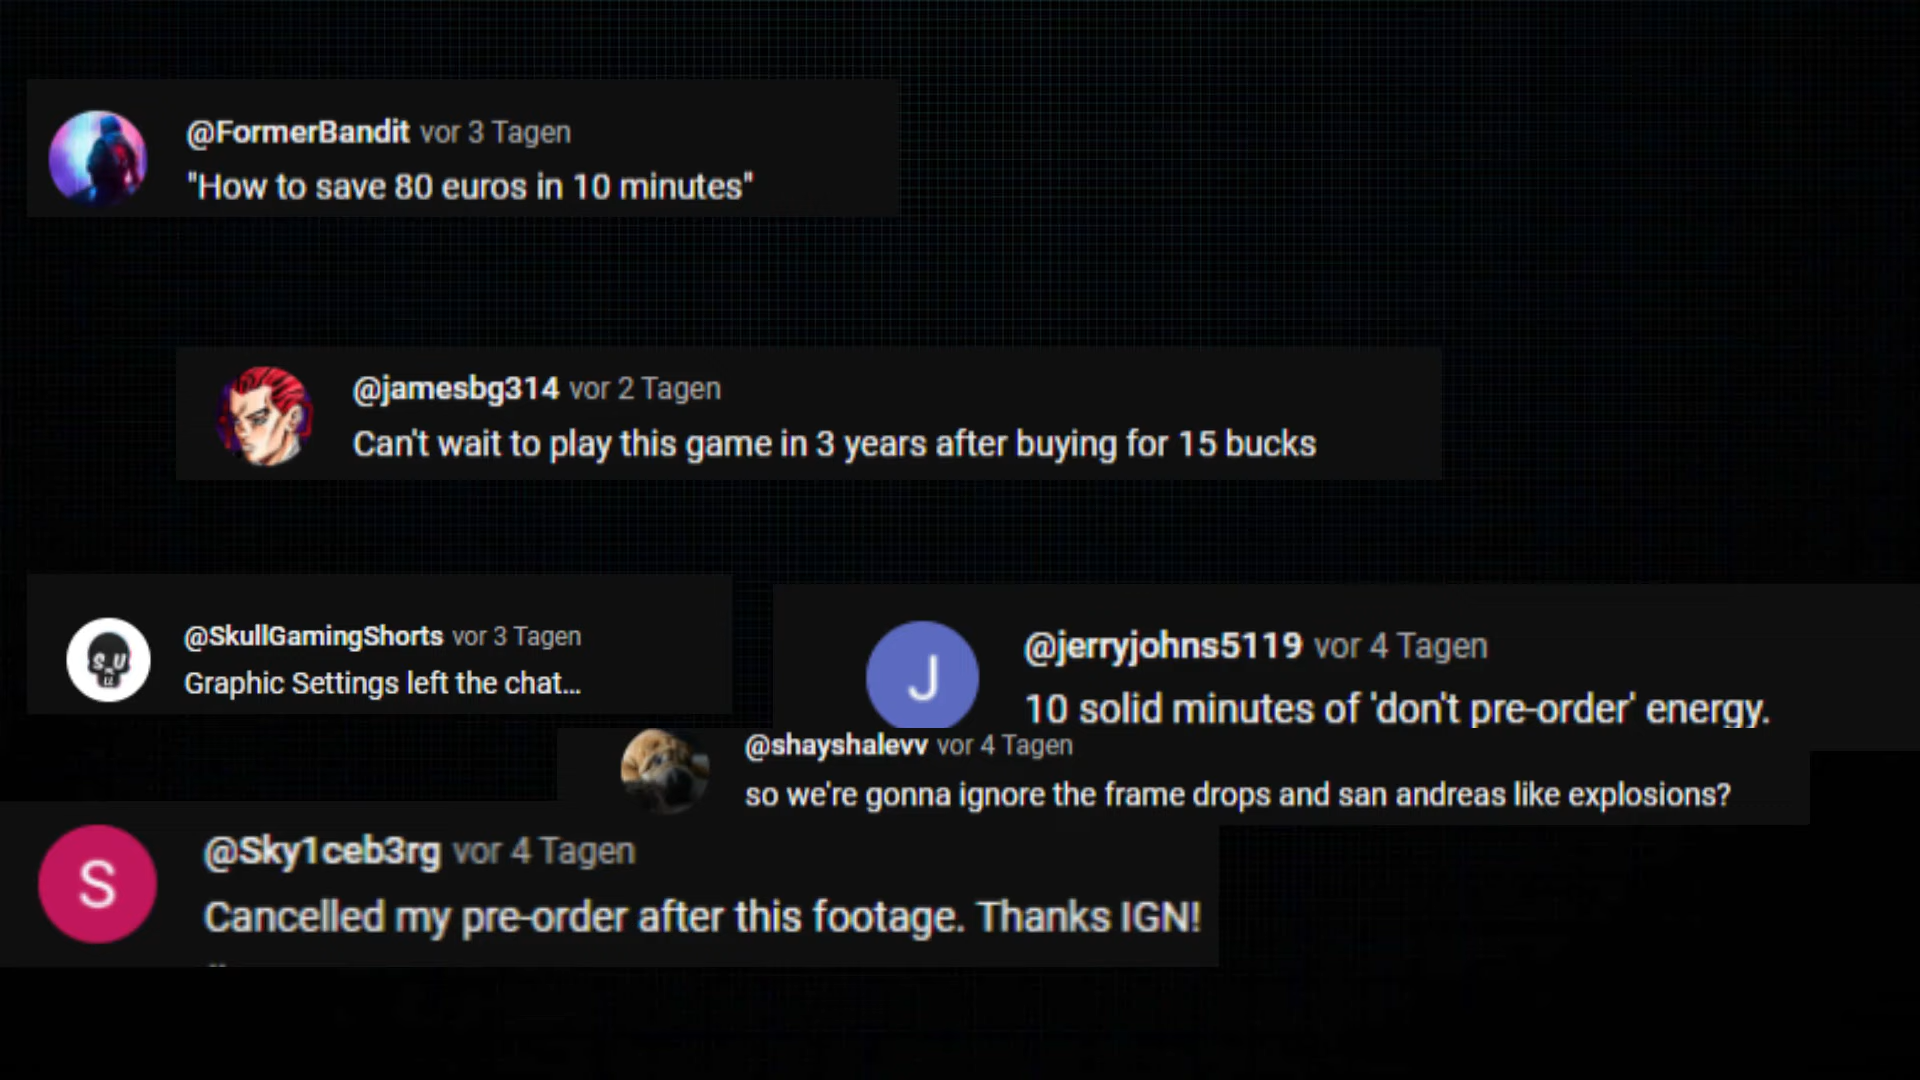 @FormerBandit vor 3 Tagen
"How to save 80 euros in 10 minutes"
@jamesbg314 vor 2 Tagen
Can't wait to play this game in 3 years after buying for 15 bucks
@SkullGamingShorts vor 3 Tagen
Graphic Settings left the chat...
J
@jerryjohns5119 vor 4 Tagen
10 solid minutes of 'don't pre-order' energy.
@shayshalevv vor 4 Tagen
so we're gonna ignore the frame drops and san andreas like explosions?
S
@Sky1ceb3rg vor 4 Tagen
Cancelled my pre-order after this footage. Thanks IGN!